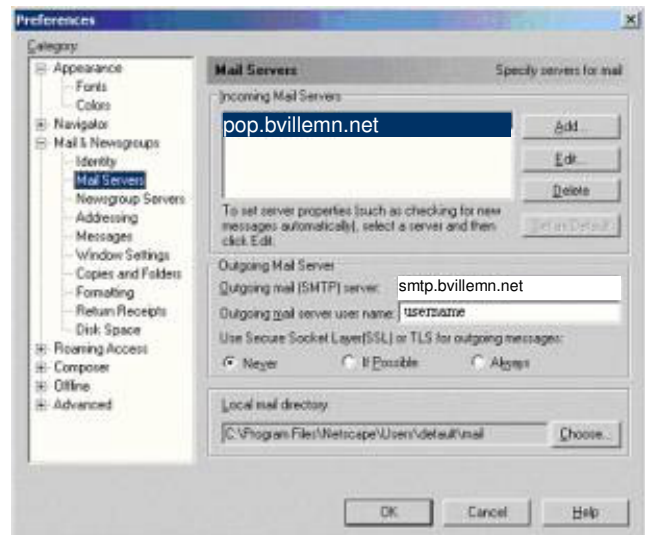 Preferences
Category:
Appearance
Fonts
Colors
Navigator
Mail & Newsgroups
Identity
Mail Servers
Newsgroup Servers
Addressing
Messages
Window Settings
Copies and Folders
Formatting
Return Receipts
Disk Space
Roaming Access
Composer
Offline
Advanced
Mail Servers
Specify servers for mail
Incoming Mail Servers
pop.bvillemn.net
Add...
Edit...
Delete
Set as Default
To set server properties (such as checking for new
messages automatically), select a server and then
click Edit.
Outgoing Mail Server
Outgoing mail (SMTP) server:
smtp.bvillemn.net
Outgoing mail server user name:
username
Use Secure Socket Layer(SSL) or TLS for outgoing messages:
Never
If Possible
Always
Local mail directory
C:\Program Files\Netscape\Users\default\mail
Choose...
OK
Cancel
Help